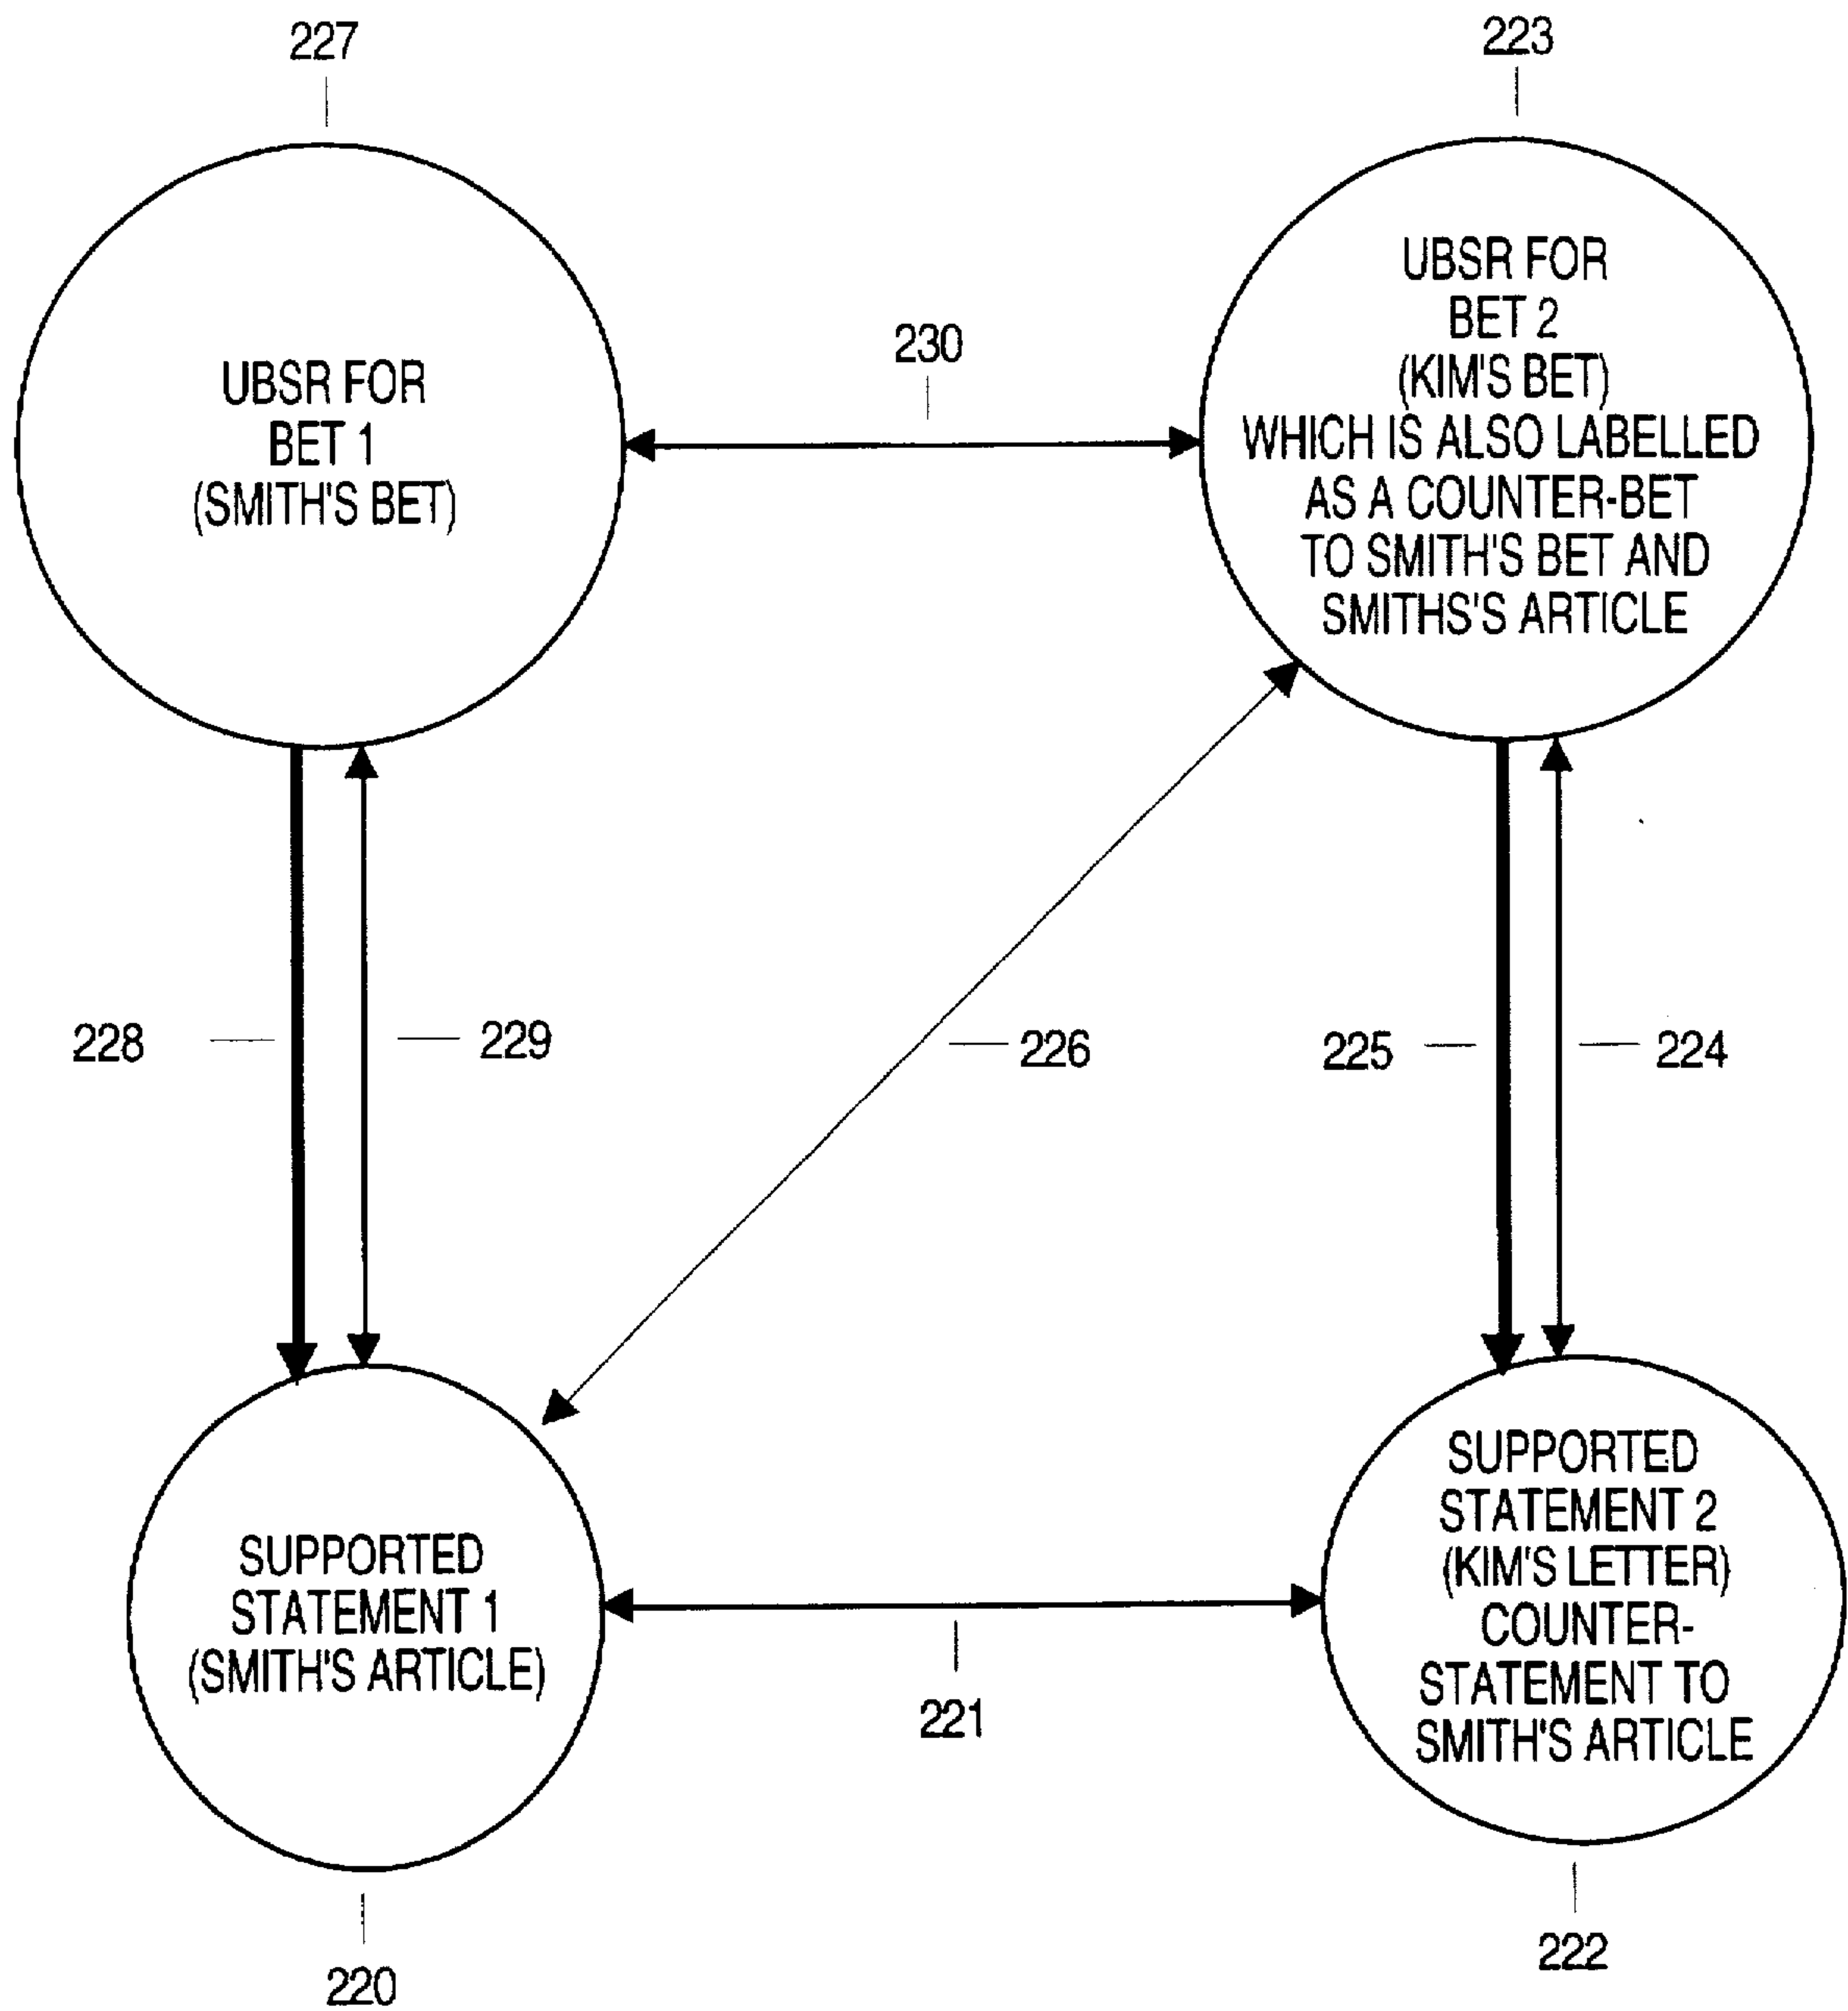 227
223
UBSR FOR
BET 1
(SMITH'S BET)
230
UBSR FOR
BET 2
(KIM'S BET)
WHICH IS ALSO LABELLED
AS A COUNTER-BET
TO SMITH'S BET AND
SMITHS'S ARTICLE
228
229
226
225
224
SUPPORTED
STATEMENT 1
(SMITH'S ARTICLE)
221
SUPPORTED
STATEMENT 2
(KIM'S LETTER)
COUNTER-
STATEMENT TO
SMITH'S ARTICLE
220
222